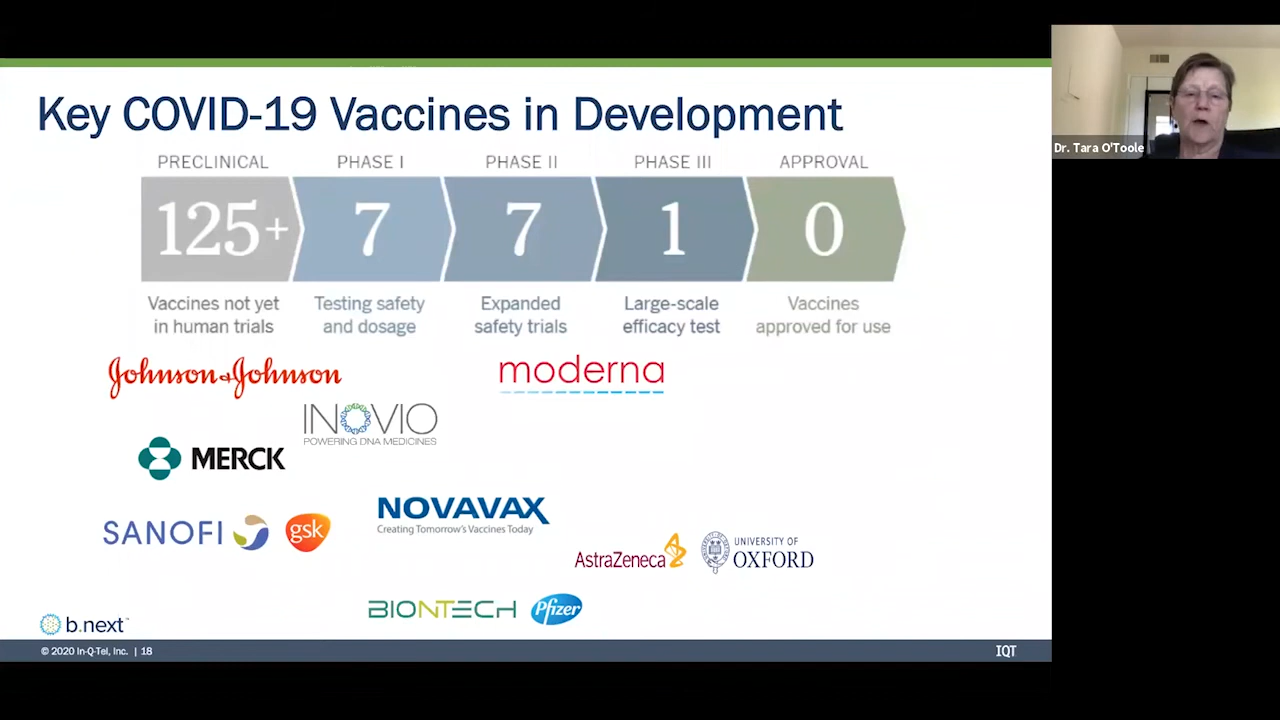 Key COVID-19 Vaccines in Development
PRECLINICAL PHASE I PHASE II PHASE III APPROVAL
125+ 7 7 1 0
Vaccines not yet Testing safety Expanded Large-scale Vaccines
in human trials and dosage safety trials efficacy test approved for use
Johnson & Johnson
moderna
INOVIO
POWERING DNA MEDICINES
MERCK
NOVAVAX
Creating Tomorrow's Vaccines Today
SANOFI gsk
AstraZeneca
UNIVERSITY OF
OXFORD
BIONTECH Pfizer
b.next™
© 2020 In-Q-Tel, Inc. | 18
IQT
Dr. Tara O'Toole